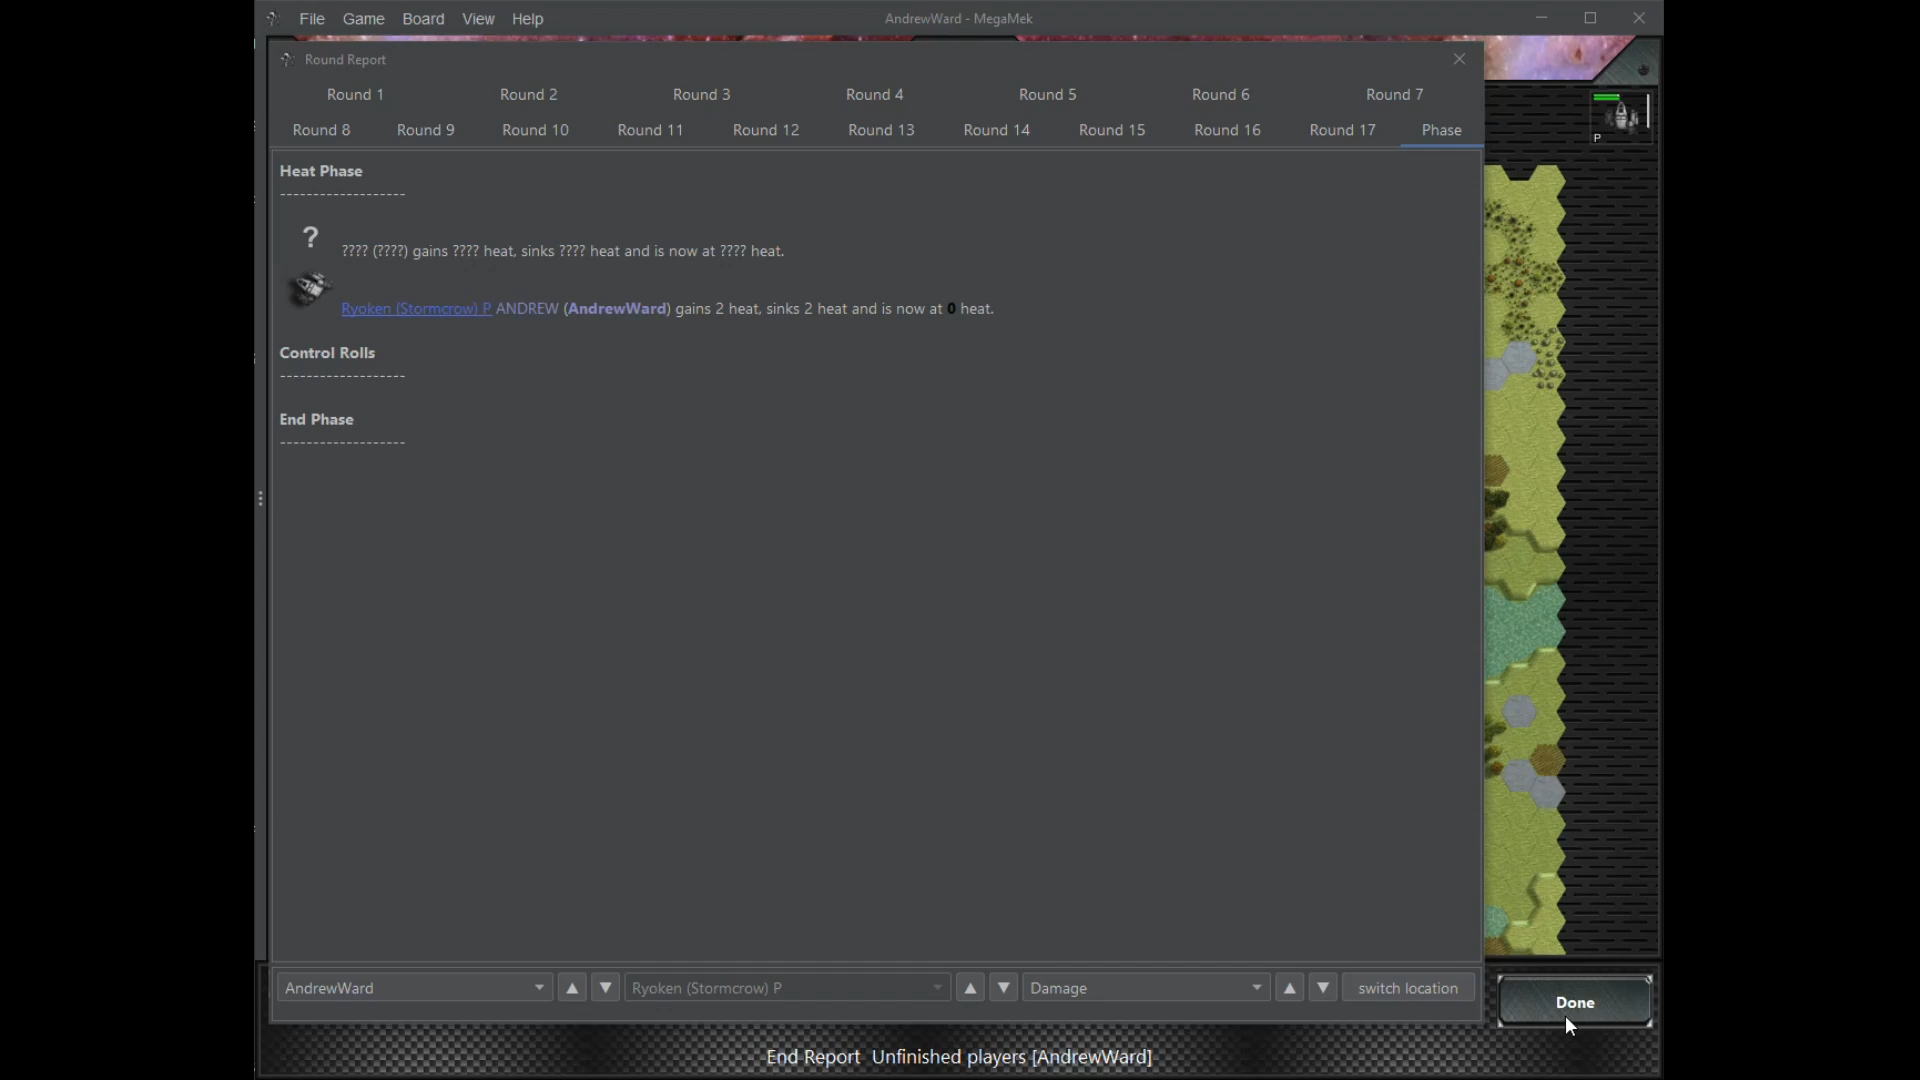 File Game Board View Help
AndrewWard - MegaMek
Round Report
Round 1 Round 2 Round 3 Round 4 Round 5 Round 6 Round 7
Round 8 Round 9 Round 10 Round 11 Round 12 Round 13 Round 14 Round 15 Round 16 Round 17 Phase
P
Heat Phase
-------------------
?
???? (????) gains ???? heat, sinks ???? heat and is now at ???? heat.
Ryoken (Stormcrow) P ANDREW (AndrewWard) gains 2 heat, sinks 2 heat and is now at 0 heat.
Control Rolls
-------------------
End Phase
-------------------
AndrewWard Ryoken (Stormcrow) P Damage switch location
Done
End Report Unfinished players [AndrewWard]